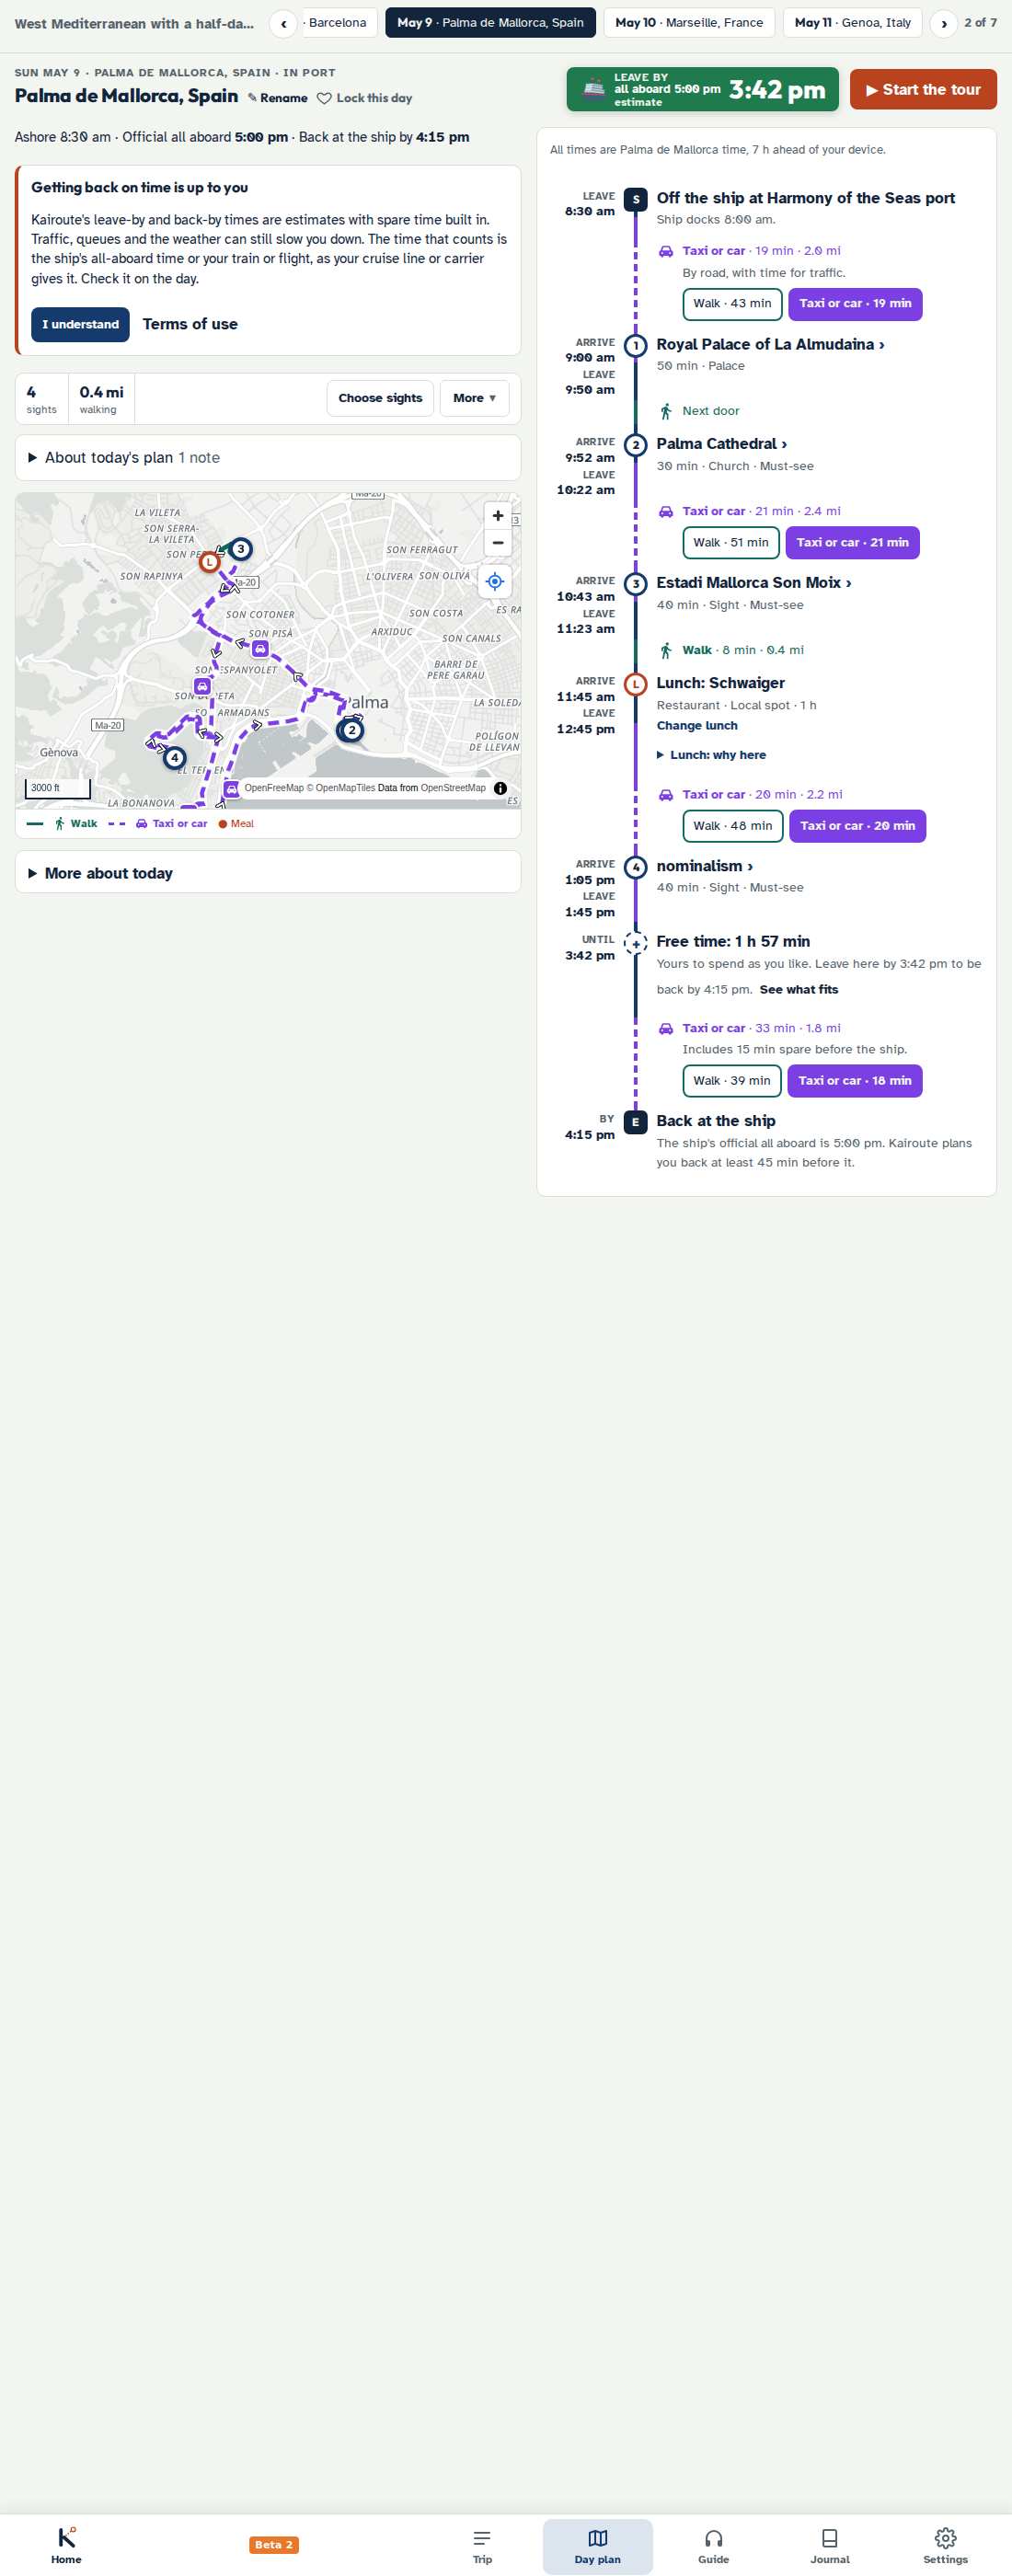 West Mediterranean with a half-da...
‹
· Barcelona
May 9 · Palma de Mallorca, Spain
May 10 · Marseille, France
May 11 · Genoa, Italy
›
2 of 7
SUN MAY 9 · PALMA DE MALLORCA, SPAIN · IN PORT
Palma de Mallorca, Spain
✎ Rename
Lock this day
LEAVE BY
all aboard 5:00 pm
estimate
3:42 pm
▶ Start the tour
Ashore 8:30 am · Official all aboard 5:00 pm · Back at the ship by 4:15 pm
Getting back on time is up to you
Kairoute's leave-by and back-by times are estimates with spare time built in.
Traffic, queues and the weather can still slow you down. The time that counts is
the ship's all-aboard time or your train or flight, as your cruise line or carrier
gives it. Check it on the day.
I understand
Terms of use
4
sights
0.4 mi
walking
Choose sights
More ▼
▶ About today's plan 1 note
LA VILETA
SON SERRA-
LA VILETA
SON RAPINYA
Ma-20
SON FERRAGUT
L'OLIVERA
SON OLIVA
SON COTONER
SON PISÀ
SON COSTA
ARXIDUC
SON CANALS
BARRI DE
PERE GARAU
POLÍGON
DE LLEVAN
Ma-20
Gènova
LA BONANOVA
L
3
2
4
+
−
3000 ft
OpenFreeMap © OpenMapTiles Data from OpenStreetMap
Walk
Taxi or car
Meal
▶ More about today
All times are Palma de Mallorca time, 7 h ahead of your device.
LEAVE
8:30 am
S
Off the ship at Harmony of the Seas port
Ship docks 8:00 am.
Taxi or car · 19 min · 2.0 mi
By road, with time for traffic.
Walk · 43 min
Taxi or car · 19 min
ARRIVE
9:00 am
LEAVE
9:50 am
1
Royal Palace of La Almudaina ›
50 min · Palace
Next door
ARRIVE
9:52 am
LEAVE
10:22 am
2
Palma Cathedral ›
30 min · Church · Must-see
Taxi or car · 21 min · 2.4 mi
Walk · 51 min
Taxi or car · 21 min
ARRIVE
10:43 am
LEAVE
11:23 am
3
Estadi Mallorca Son Moix ›
40 min · Sight · Must-see
Walk · 8 min · 0.4 mi
ARRIVE
11:45 am
LEAVE
12:45 pm
L
Lunch: Schwaiger
Restaurant · Local spot · 1 h
Change lunch
▶ Lunch: why here
Taxi or car · 20 min · 2.2 mi
Walk · 48 min
Taxi or car · 20 min
ARRIVE
1:05 pm
LEAVE
1:45 pm
4
nominalism ›
40 min · Sight · Must-see
UNTIL
3:42 pm
+
Free time: 1 h 57 min
Yours to spend as you like. Leave here by 3:42 pm to be
back by 4:15 pm. See what fits
Taxi or car · 33 min · 1.8 mi
Includes 15 min spare before the ship.
Walk · 39 min
Taxi or car · 18 min
BY
4:15 pm
E
Back at the ship
The ship's official all aboard is 5:00 pm. Kairoute plans
you back at least 45 min before it.
Home
Beta 2
Trip
Day plan
Guide
Journal
Settings